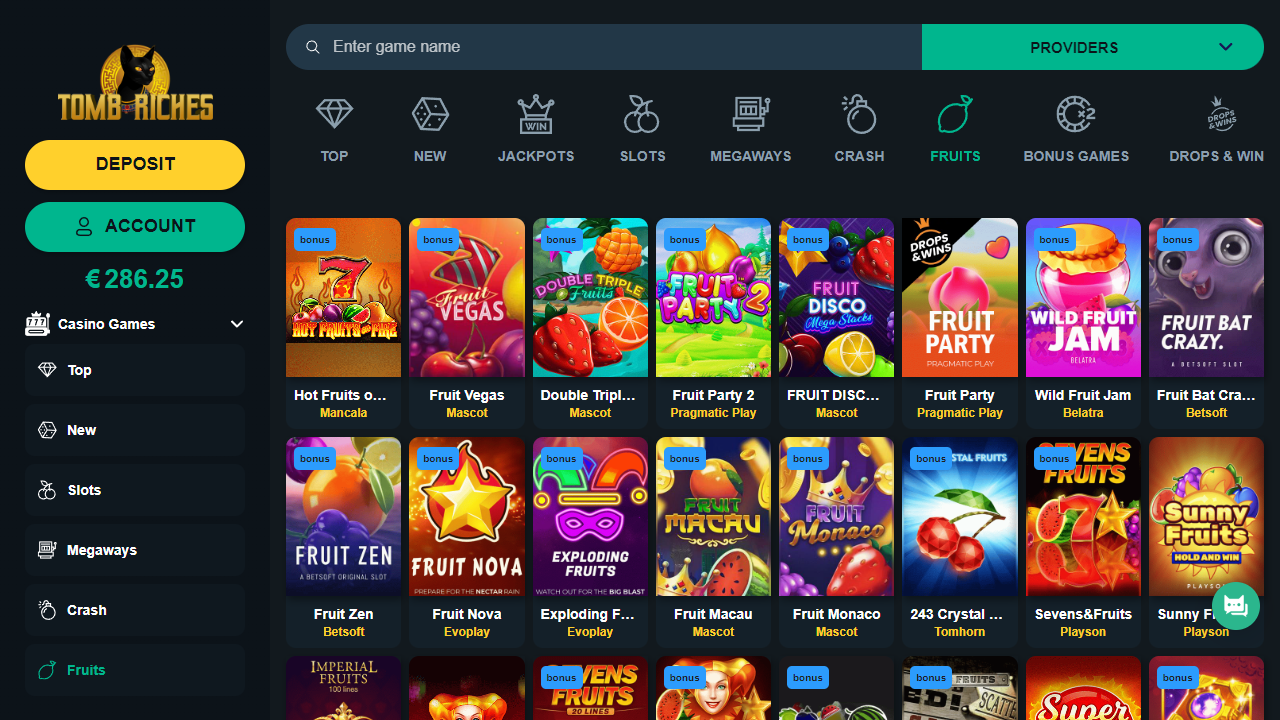 TOMB RICHES
DEPOSIT
ACCOUNT
€ 286.25
Casino Games
Top
New
Slots
Megaways
Crash
Fruits
Enter game name
PROVIDERS
TOP
WIN
NEW
JACKPOTS
SLOTS
MEGAWAYS
CRASH
FRUITS
×2
BONUS GAMES
DROPS & WINS
DROPS & WIN
bonus
7
HOT FRUITS on FIRE
Hot Fruits o...
Mancala
bonus
Fruit
VEGAS
Fruit Vegas
Mascot
bonus
DOUBLE TRIPLE
Fruits
Double Tripl...
Mascot
bonus
FRUIT
PARTY 2
Fruit Party 2
Pragmatic Play
bonus
FRUIT
DISCO
Mega Stacks
FRUIT DISC...
Mascot
DROPS
&WINS
FRUIT
PARTY
PRAGMATIC PLAY
Fruit Party
Pragmatic Play
bonus
WILD FRUIT
JAM
BELATRA
Wild Fruit Jam
Belatra
bonus
FRUIT BAT
CRAZY.
A BETSOFT SLOT
Fruit Bat Cra...
Betsoft
bonus
FRUIT ZEN
A BETSOFT ORIGINAL SLOT
Fruit Zen
Betsoft
bonus
FRUIT NOVA
PREPARE FOR THE NECTAR RAIN
Fruit Nova
Evoplay
bonus
EXPLODING
FRUITS
WATCH OUT FOR THE BIG BLAST
Exploding F...
Evoplay
bonus
FRUIT
MACAU
Fruit Macau
Mascot
bonus
FRUIT
Monaco
Fruit Monaco
Mascot
bonus
STAL FRUITS
243 Crystal ...
Tomhorn
bonus
SEVENS
FRUITS
Sevens&Fruits
Playson
Sunny
Fruits
HOLD AND WIN
PLAYSON
Sunny F
Playson
IMPERIAL
FRUITS
100 lines
bonus
SEVENS
FRUITS
20 LINES
bonus
bonus
bonus
FRUITS
SCATT
Super
bonus